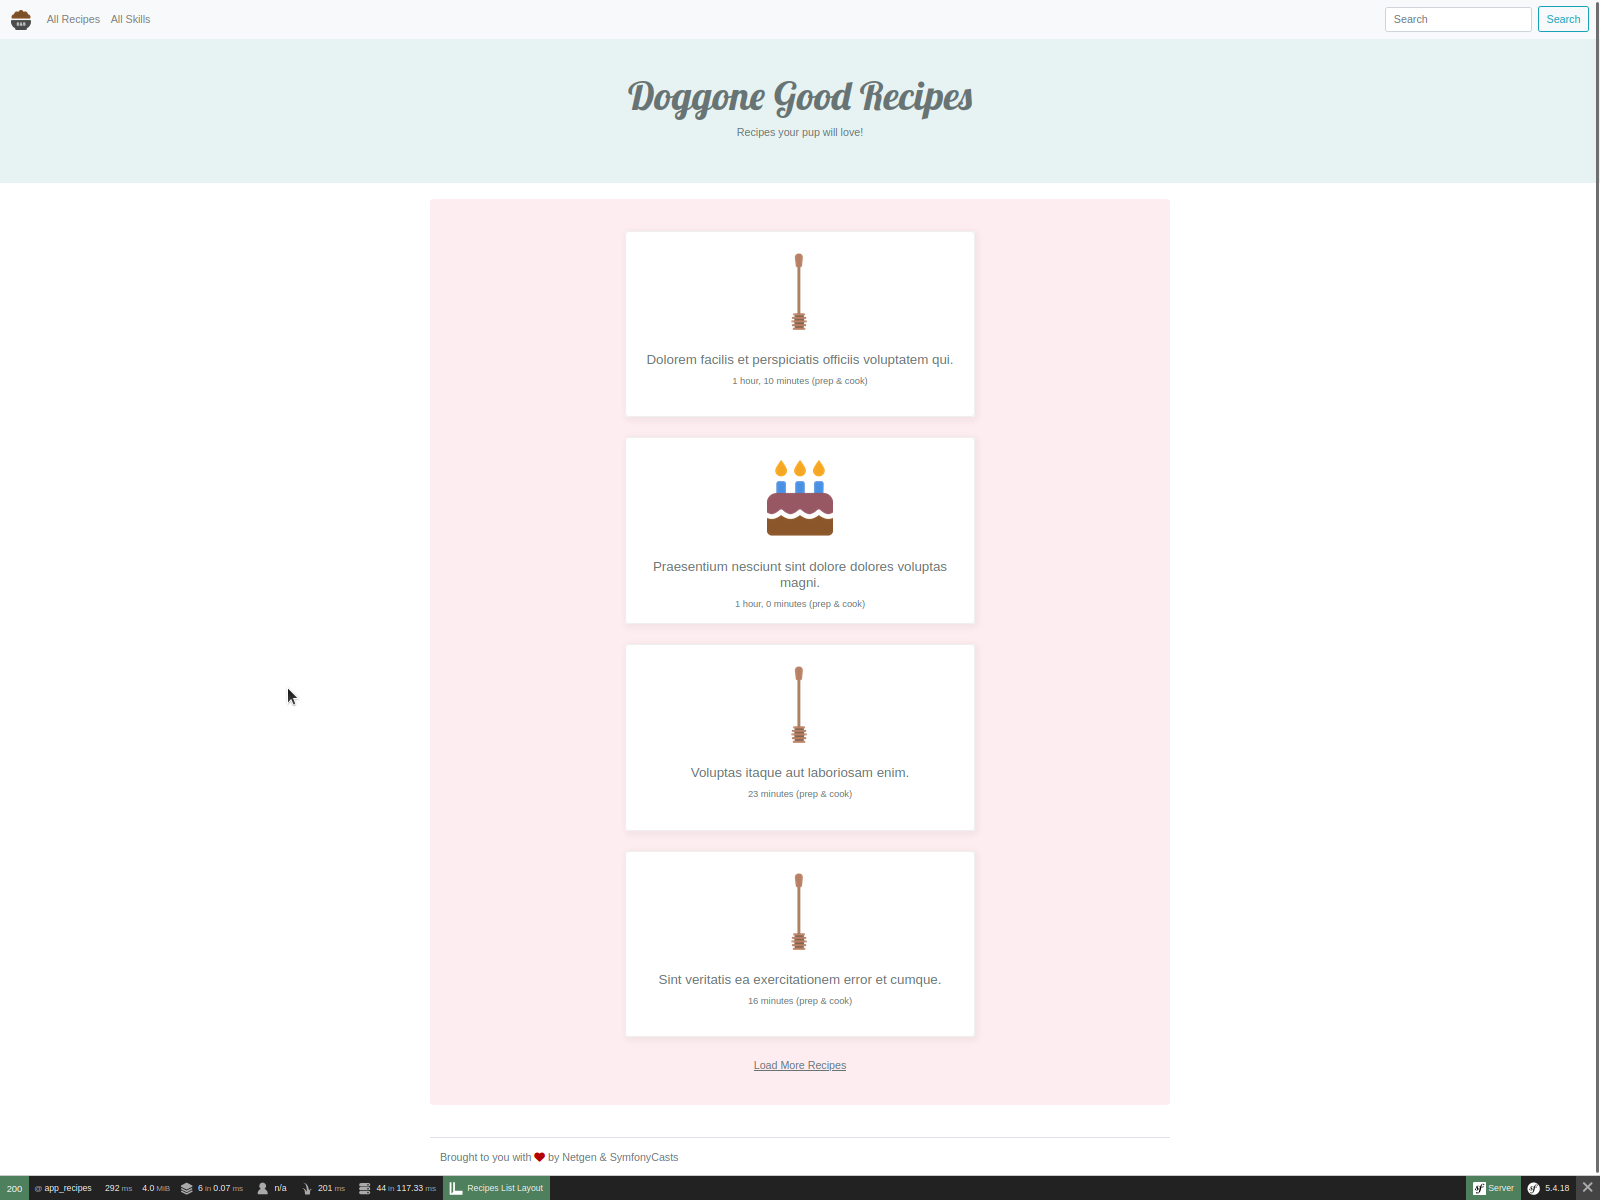 All Recipes All Skills Search Search
Doggone Good Recipes
Recipes your pup will love!
Dolorem facilis et perspiciatis officiis voluptatem qui.
1 hour, 10 minutes (prep & cook)
Praesentium nesciunt sint dolore dolores voluptas
magni.
1 hour, 0 minutes (prep & cook)
Voluptas itaque aut laboriosam enim.
23 minutes (prep & cook)
Sint veritatis ea exercitationem error et cumque.
16 minutes (prep & cook)
Load More Recipes
Brought to you with by Netgen & SymfonyCasts
200 @ app_recipes 292 ms 4.0 MiB 6 in 0.07 ms n/a 201 ms 44 in 117.33 ms Recipes List Layout Server 5.4.18